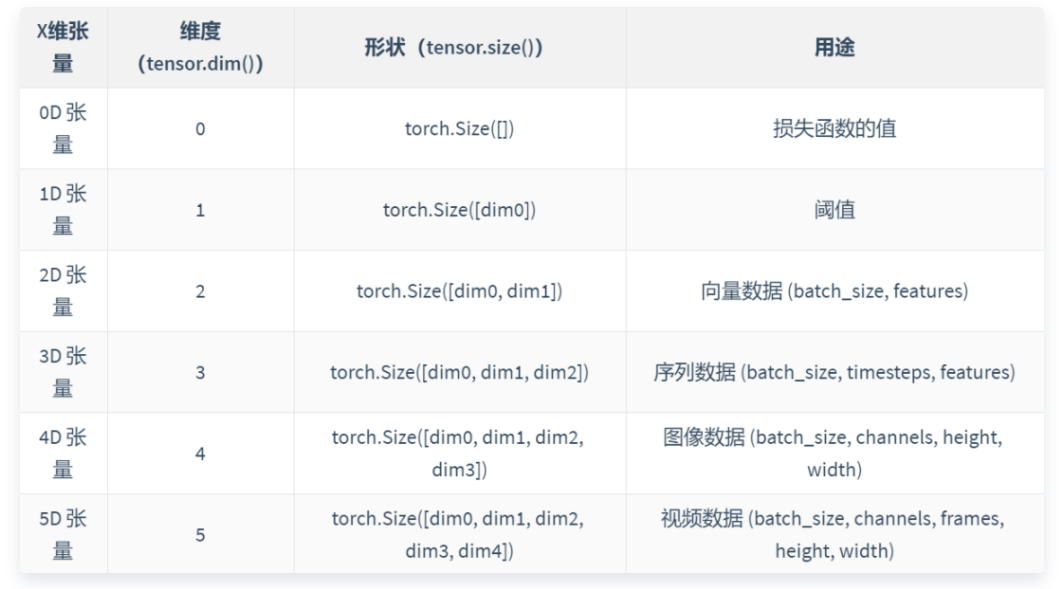 X维张
量
维度
（tensor.dim()）
形状（tensor.size()）
用途
0D 张
量
0
torch.Size([])
损失函数的值
1D 张
量
1
torch.Size([dim0])
阈值
2D 张
量
2
torch.Size([dim0, dim1])
向量数据 (batch_size, features)
3D 张
量
3
torch.Size([dim0, dim1, dim2])
序列数据 (batch_size, timesteps, features)
4D 张
量
4
torch.Size([dim0, dim1, dim2,
dim3])
图像数据 (batch_size, channels, height,
width)
5D 张
量
5
torch.Size([dim0, dim1, dim2,
dim3, dim4])
视频数据 (batch_size, channels, frames,
height, width)